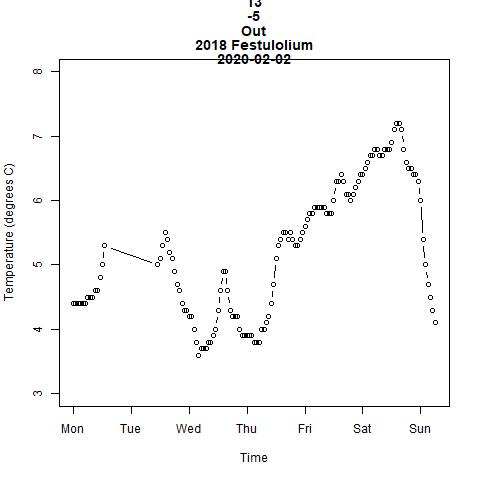 13
-5
Out
2018 Festulolium
2020-02-02
8
7
6
5
4
3
Temperature (degrees C)
Mon Tue Wed Thu Fri Sat Sun
Time